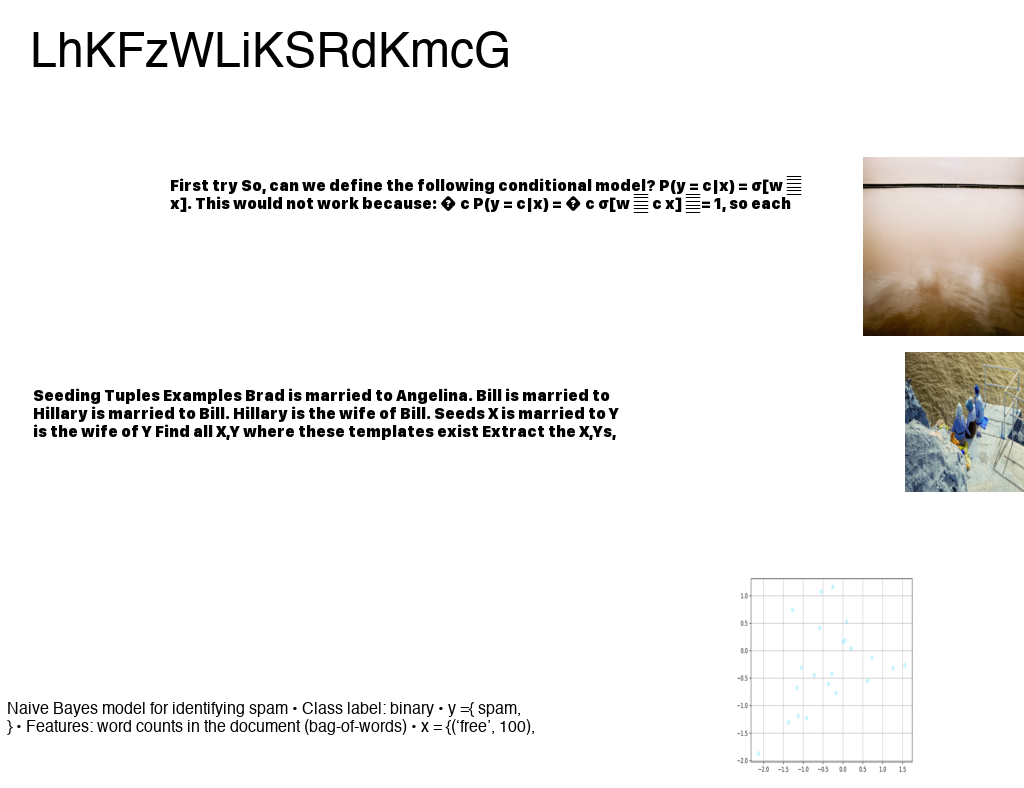 LhKFzWLiKSRdKmcG
First try So, can we define the following conditional model? P(y = c|x) = σ[w
x]. This would not work because: � c P(y = c|x) = � c σ[w c x] = 1, so each
Seeding Tuples Examples Brad is married to Angelina. Bill is married to
Hillary is married to Bill. Hillary is the wife of Bill. Seeds X is married to Y
is the wife of Y Find all X,Y where these templates exist Extract the X,Ys,
Naive Bayes model for identifying spam • Class label: binary • y ={ spam,
} • Features: word counts in the document (bag-of-words) • x = {(‘free’, 100),
1.0
0.5
0.0
−0.5
−1.0
−1.5
−2.0
−2.0 −1.5 −1.0 −0.5 0.0 0.5 1.0 1.5